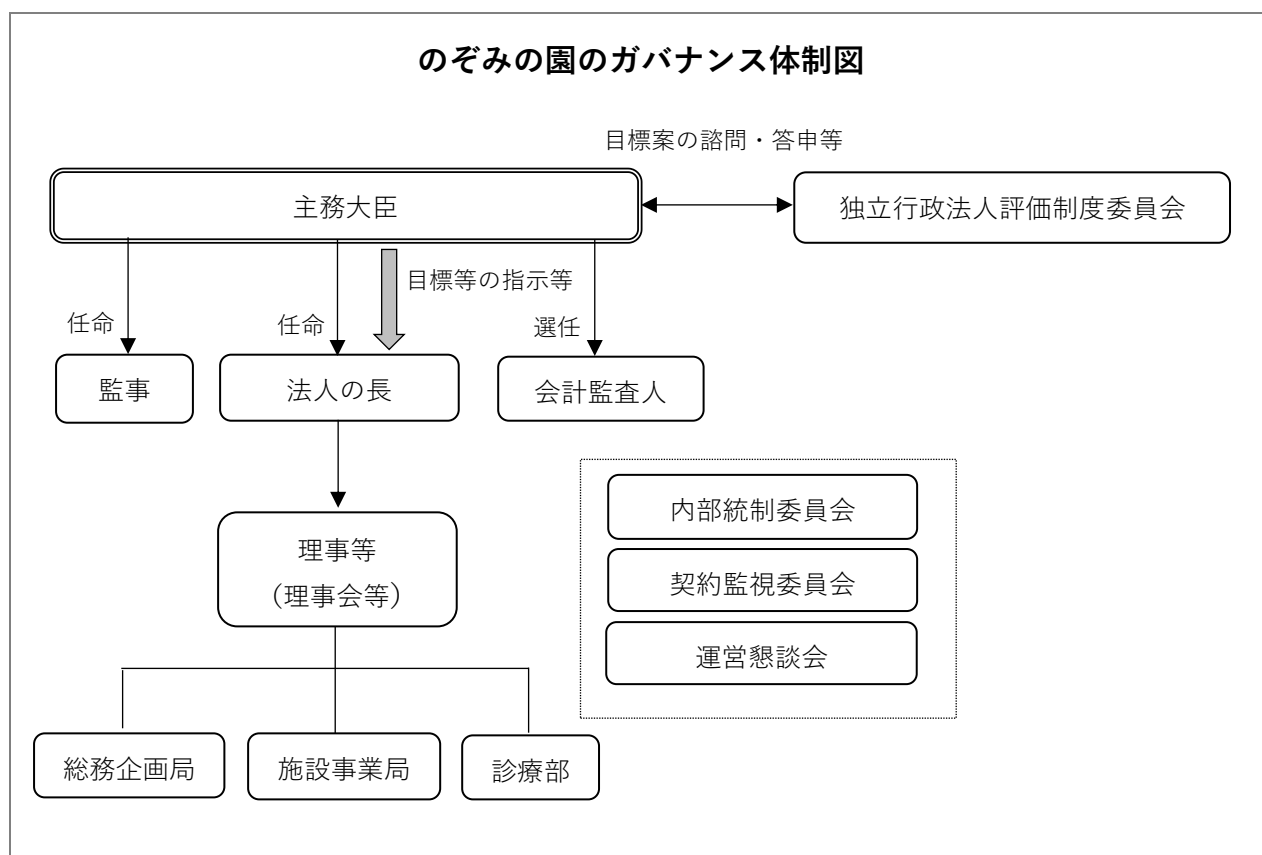 のぞみの園のガバナンス体制図
目標案の諮問・答申等
主務大臣
独立行政法人評価制度委員会
目標等の指示等
任命
任命
選任
監事
法人の長
会計監査人
内部統制委員会
理事等
（理事会等）
契約監視委員会
運営懇談会
総務企画局
施設事業局
診療部